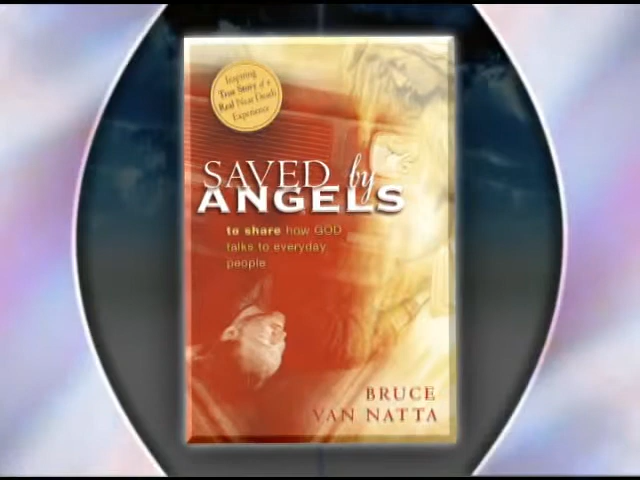 Inspiring
True Story of a
Real Near Death
Experience
SAVED by
ANGELS
to share how GOD
talks to everyday
people
BRUCE
VAN NATTA